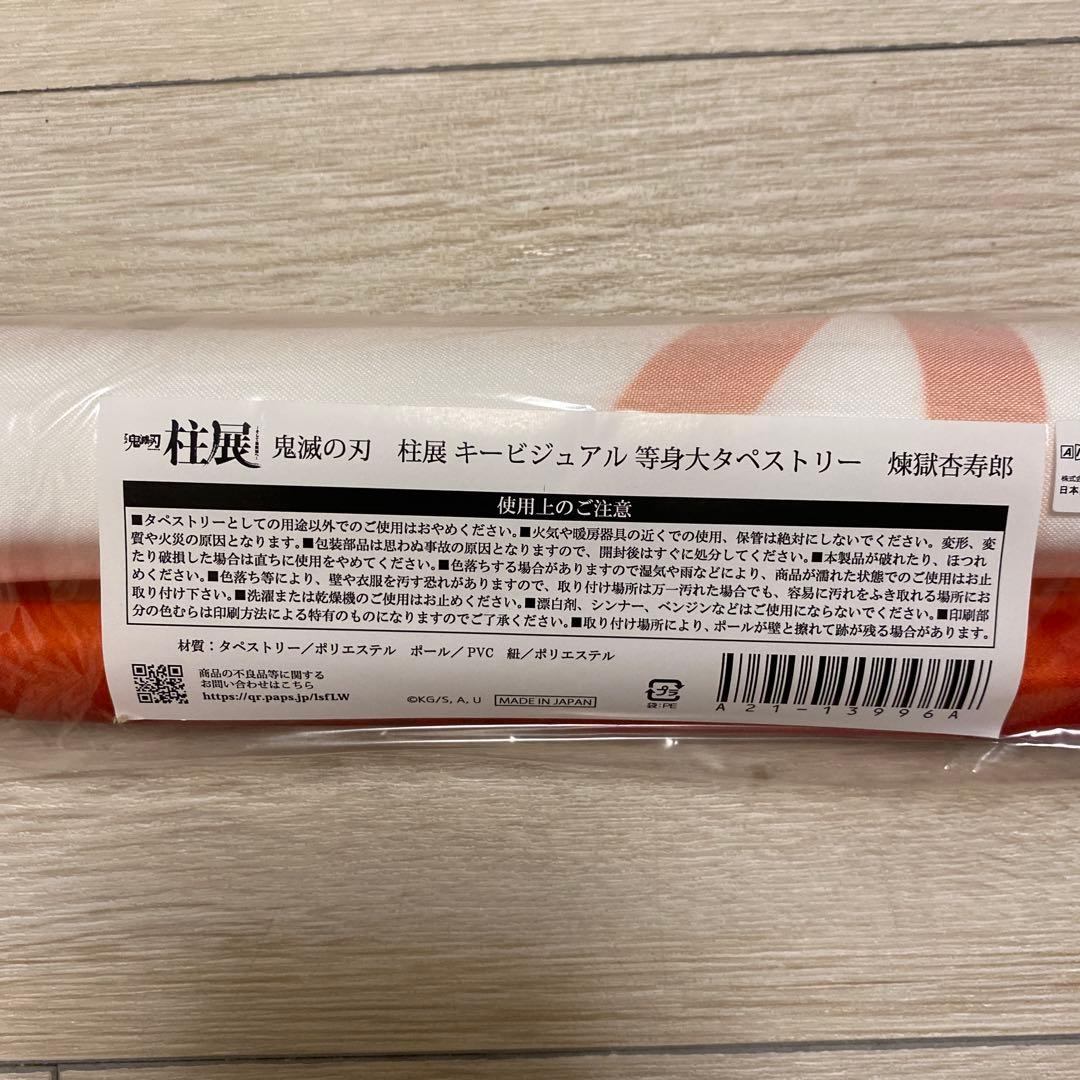 鬼滅の刃 柱展 鬼滅の刃 柱展 キービジュアル 等身大タペストリー 煉獄杏寿郎
使用上のご注意
■タペストリーとしての用途以外でのご使用はおやめください。■火気や暖房器具の近くでの使用、保管は絶対にしないでください。変形、変
質や火災の原因となります。■包装部品は思わぬ事故の原因となりますので、開封後はすぐに処分してください。■本製品が破れたり、ほつれ
たり破損した場合は直ちに使用をやめてください。■色落ちする場合がありますので湿気や雨などにより、商品が濡れた状態でのご使用はお止
めください。■色落ち等により、壁や衣服を汚す恐れがありますので、取り付け場所は万一汚れた場合でも、容易に汚れをふき取れる場所にお
取り付け下さい。■洗濯または乾燥機のご使用はお止めください。■漂白剤、シンナー、ベンジンなどはご使用にならないでください。■印刷部
分の色むらは印刷方法による特有のものになりますのでご了承ください。■取り付け場所により、ポールが壁と擦れて跡が残る場合があります。
材質：タペストリー／ポリエステル ポール／PVC 紐／ポリエステル
商品の不良品等に関する
お問い合わせはこちら
https://qr.paps.jp/lsfLW
©KG/S, A, U MADE IN JAPAN
プラ
袋:PE
A21-13996A
株式会
日本